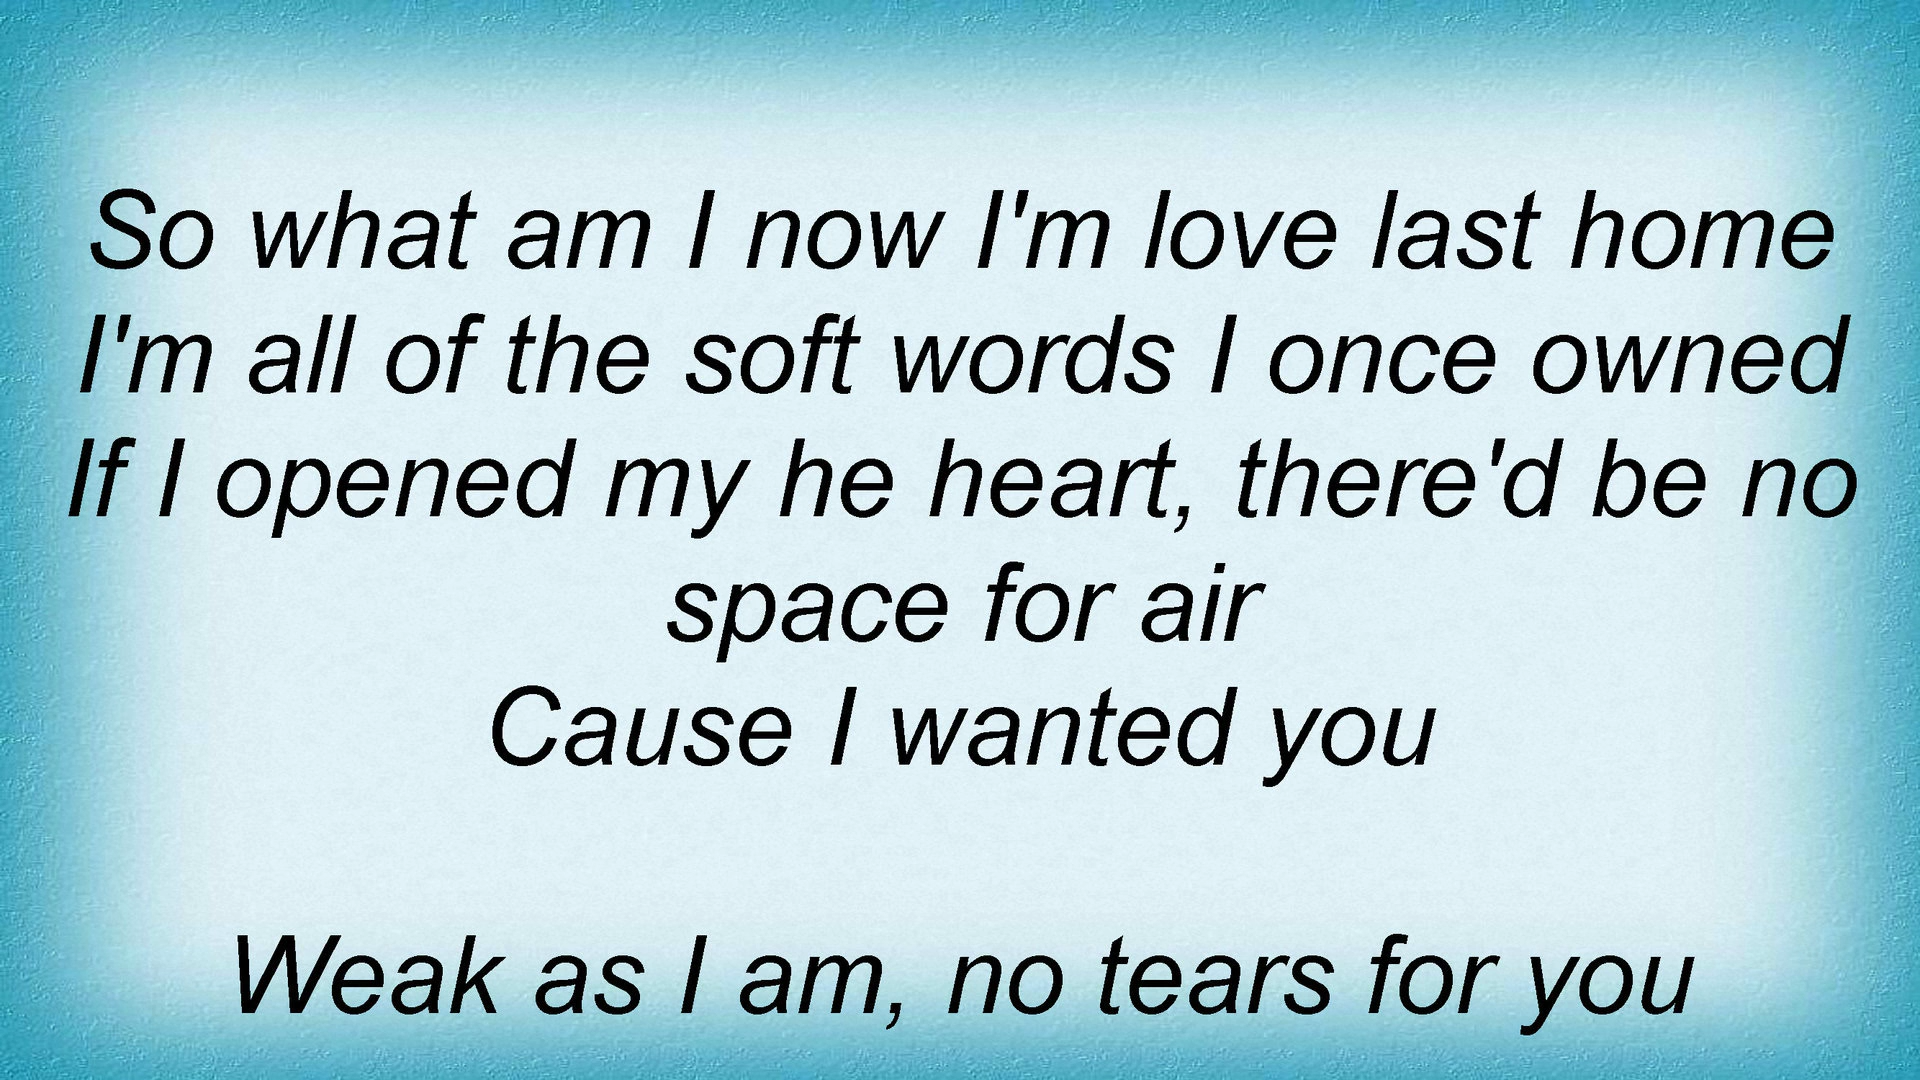 So what am I now I'm love last home
I'm all of the soft words I once owned
If I opened my he heart, there'd be no
space for air
Cause I wanted you
Weak as I am, no tears for you